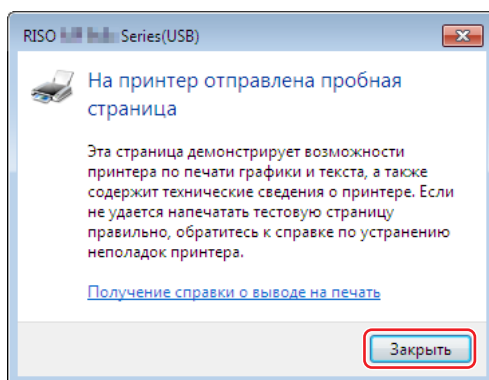 RISO Series(USB)
На принтер отправлена пробная
страница
Эта страница демонстрирует возможности
принтера по печати графики и текста, а также
содержит технические сведения о принтере. Если
не удается напечатать тестовую страницу
правильно, обратитесь к справке по устранению
неполадок принтера.
Получение справки о выводе на печать
Закрыть